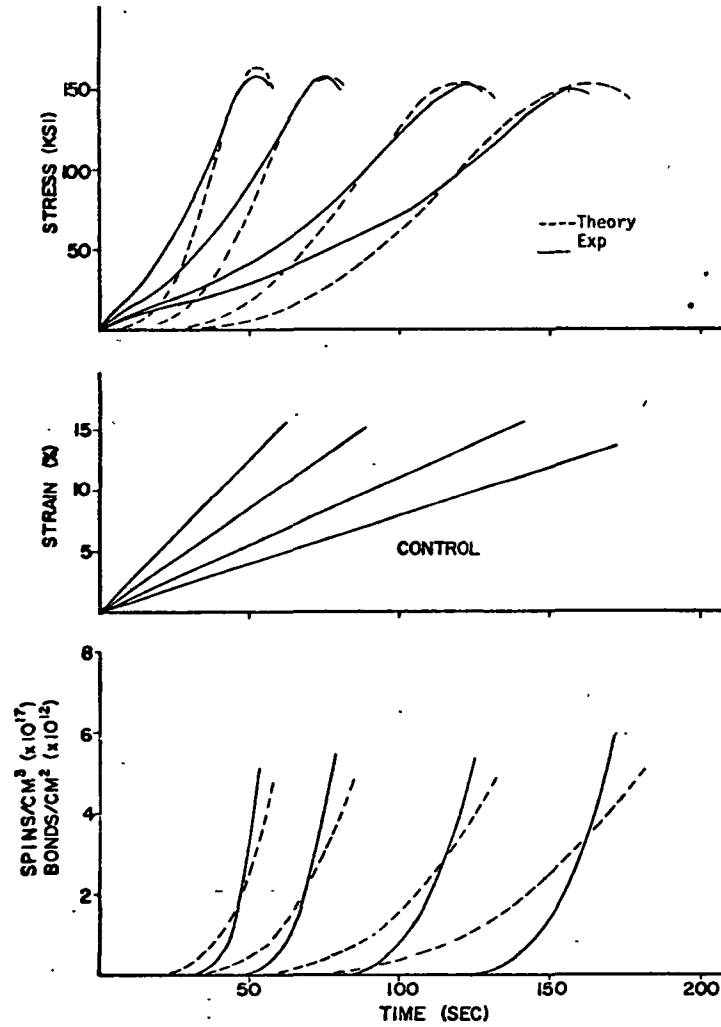 STRESS (KSI)
150
100
50
----Theory
— Exp
STRAIN (%)
15
10
5
CONTROL
SPINS/CM³ (x10¹⁷)
BONDS/CM² (x10¹²)
8
6
4
2
50
100
150
200
TIME (SEC)